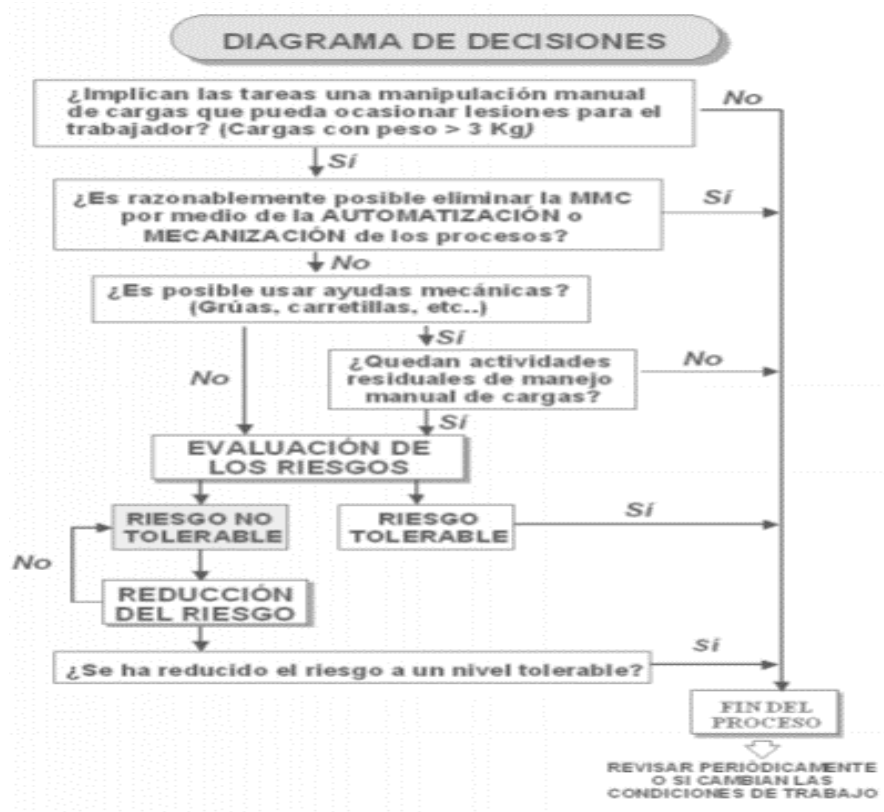 DIAGRAMA DE DECISIONES
¿Implican las tareas una manipulación manual
de cargas que pueda ocasionar lesiones para el
trabajador? (Cargas con peso > 3 Kg)
No
Sí
¿Es razonablemente posible eliminar la MMC
por medio de la AUTOMATIZACIÓN o
MECANIZACIÓN de los procesos?
Sí
No
¿Es posible usar ayudas mecánicas?
(Grúas, carretillas, etc..)
Sí
No
¿Quedan actividades
residuales de manejo
manual de cargas?
No
Sí
EVALUACIÓN DE
LOS RIESGOS
RIESGO NO
TOLERABLE
RIESGO
TOLERABLE
Sí
No
REDUCCIÓN
DEL RIESGO
¿Se ha reducido el riesgo a un nivel tolerable?
Sí
FIN DEL
PROCESO
REVISAR PERIÓDICAMENTE
O SI CAMBIAN LAS
CONDICIONES DE TRABAJO